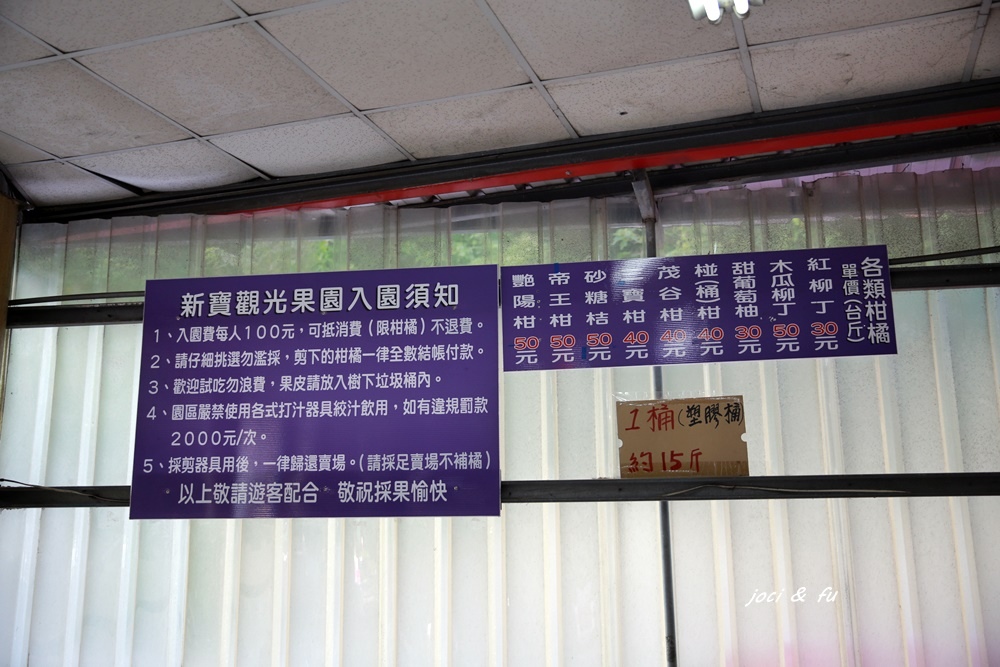 新寶觀光果園入園須知
1、入園費每人100元，可抵消費（限柑橘）不退費。
2、請仔細挑選勿濫採，剪下的柑橘一律全數結帳付款。
3、歡迎試吃勿浪費，果皮請放入樹下垃圾桶內。
4、園區嚴禁使用各式打汁器具絞汁飲用，如有違規罰款
2000元/次。
5、採剪器具用後，一律歸還賣場。(請採足賣場不補橘)
以上敬請遊客配合 敬祝採果愉快
各類柑橘
單價(台斤)
紅柳丁30元
木瓜柳丁50元
甜葡萄柚30元
椪(桶)柑40元
茂谷柑40元
寶柑40元
砂糖桔50元
帝王柑50元
艷陽柑50元
1桶(塑膠桶)
約15斤
joci & fu